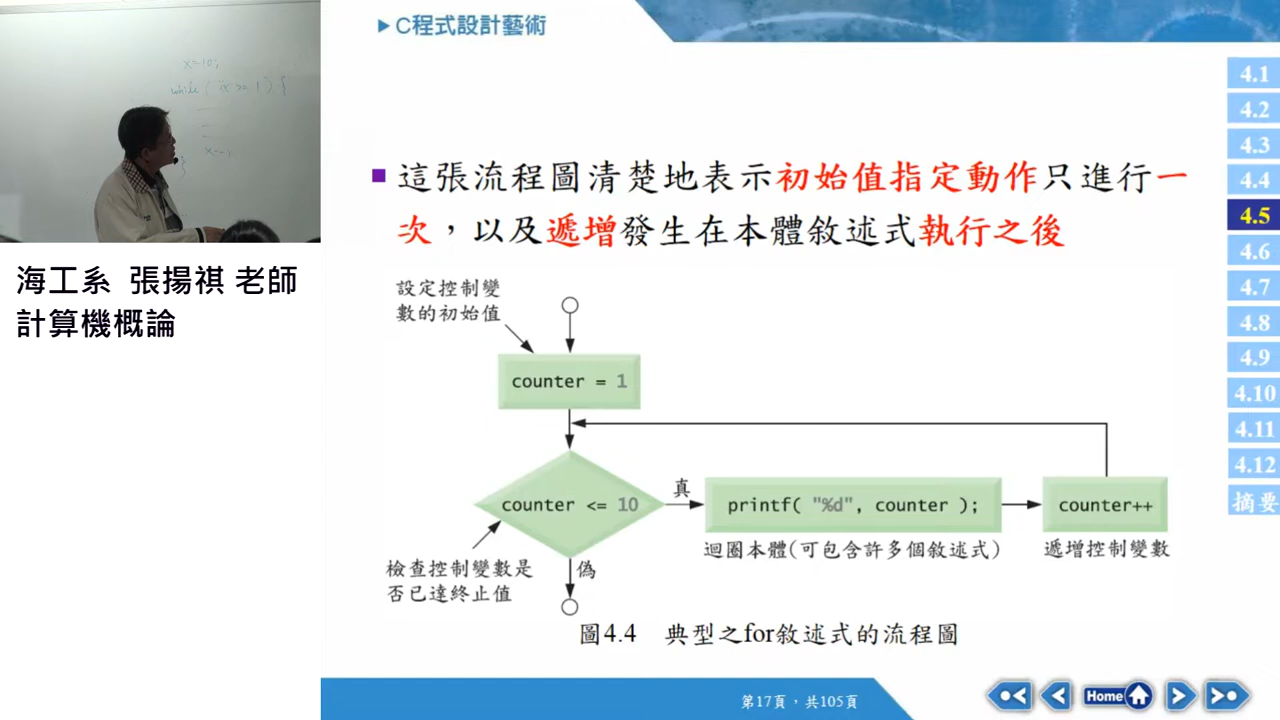 x=10;
while ( x >= 1 ) {
x--;
}
海工系 張揚祺 老師
計算機概論
C程式設計藝術
這張流程圖清楚地表示初始值指定動作只進行一
次，以及遞增發生在本體敘述式執行之後
設定控制變
數的初始值
counter = 1
counter <= 10
真
printf( "%d", counter );
counter++
迴圈本體(可包含許多個敘述式)
遞增控制變數
檢查控制變數是
否已達終止值
偽
圖4.4 典型之for敘述式的流程圖
4.1
4.2
4.3
4.4
4.5
4.6
4.7
4.8
4.9
4.10
4.11
4.12
摘要
第17頁，共105頁
Home